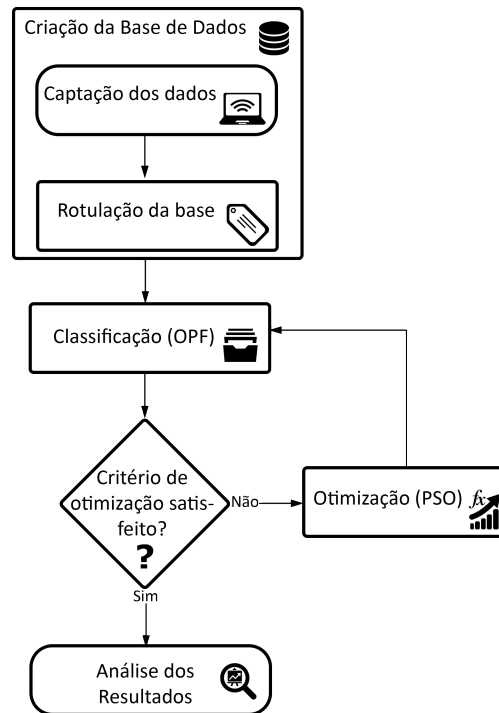 Criação da Base de Dados
Captação dos dados
Rotulação da base
Classificação (OPF)
Critério de
otimização satis-
feito?
?
Não
Otimização (PSO)
fx
Sim
Análise dos
Resultados